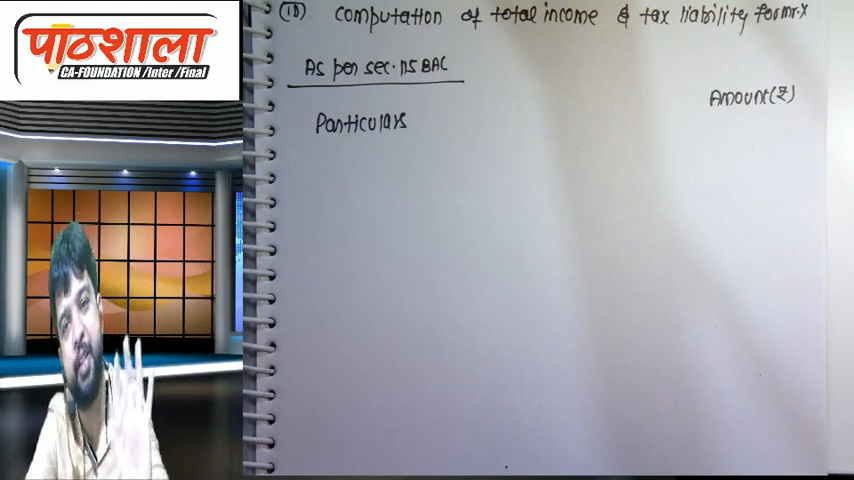 पाठशाला
CA-FOUNDATION /Inter /Final
(1D) Computation of total income & tax liability for mr. X
As per sec. 115 BAC
Amount (₹)
Particulars